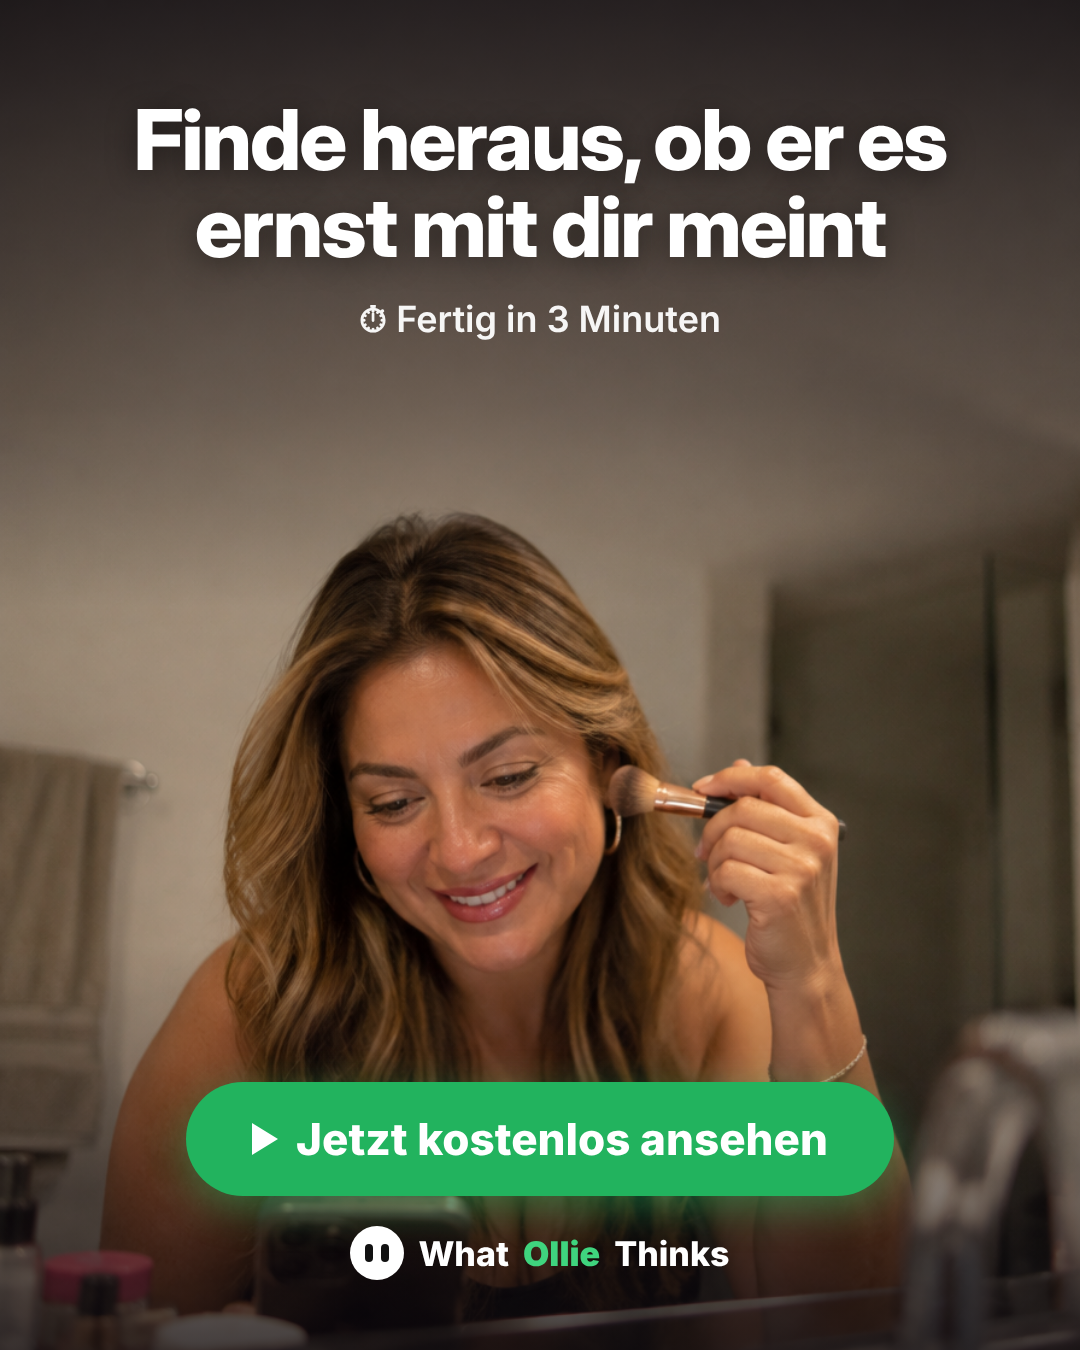 Finde heraus, ob er es
ernst mit dir meint
⏱ Fertig in 3 Minuten
▶ Jetzt kostenlos ansehen
What Ollie Thinks